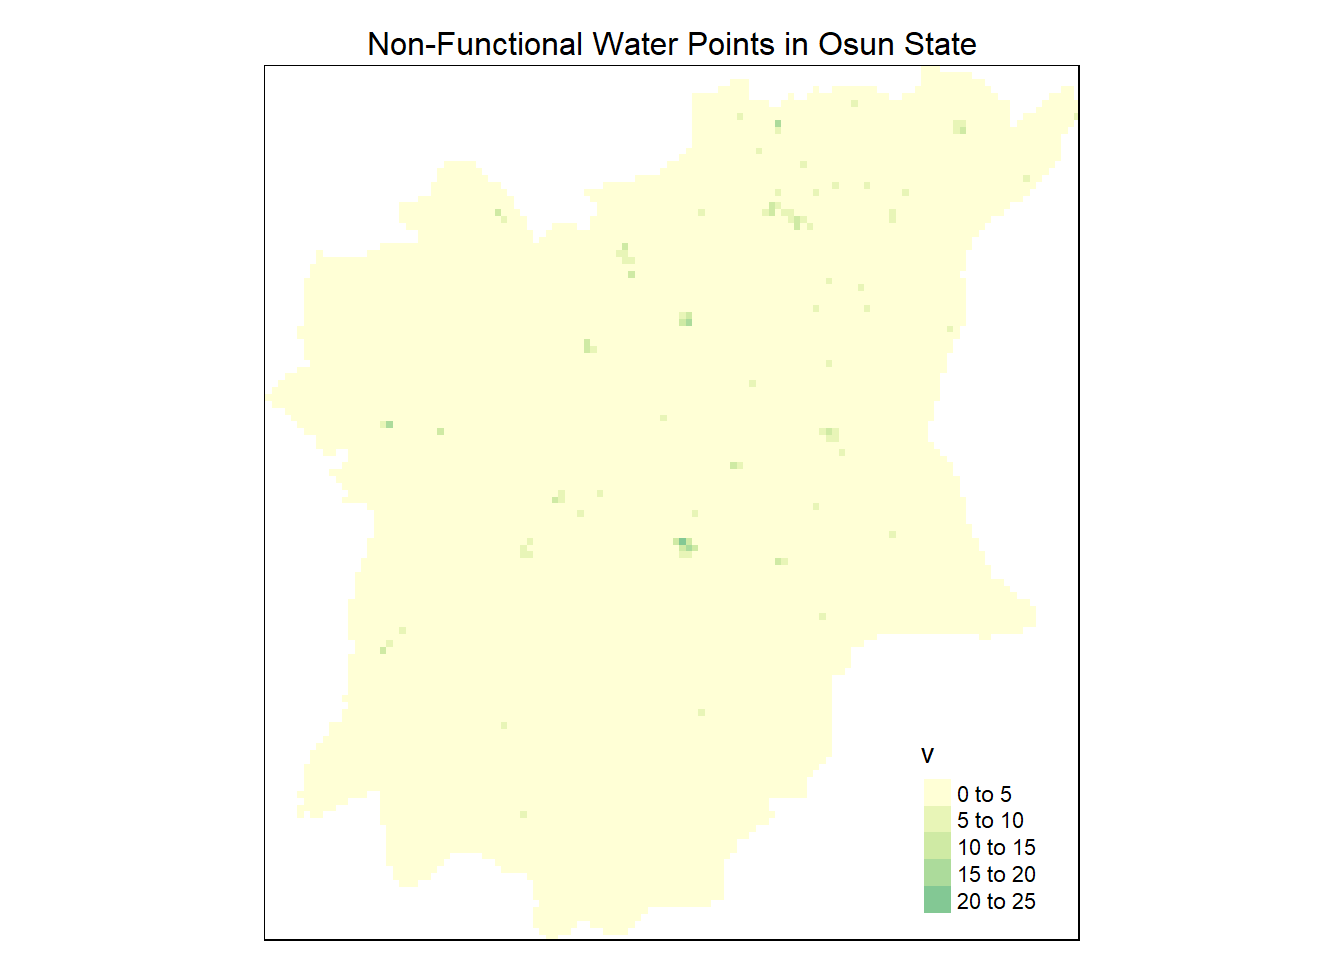 Non-Functional Water Points in Osun State
v
0 to 5
5 to 10
10 to 15
15 to 20
20 to 25